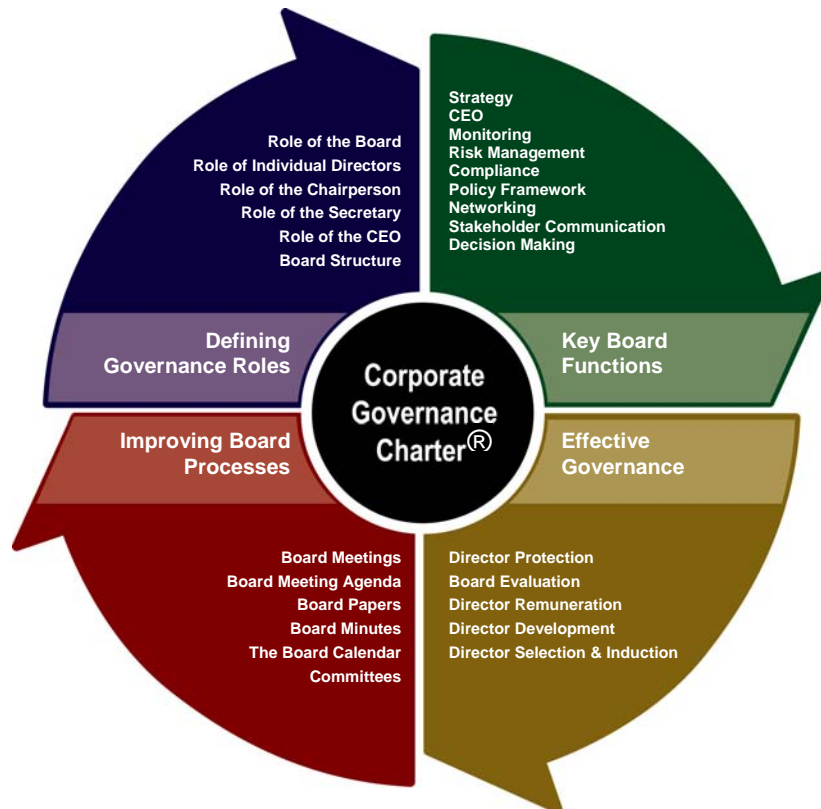 Role of the Board
Role of Individual Directors
Role of the Chairperson
Role of the Secretary
Role of the CEO
Board Structure
Defining
Governance Roles
Strategy
CEO
Monitoring
Risk Management
Compliance
Policy Framework
Networking
Stakeholder Communication
Decision Making
Key Board
Functions
Corporate
Governance
Charter®
Improving Board
Processes
Board Meetings
Board Meeting Agenda
Board Papers
Board Minutes
The Board Calendar
Committees
Effective
Governance
Director Protection
Board Evaluation
Director Remuneration
Director Development
Director Selection & Induction